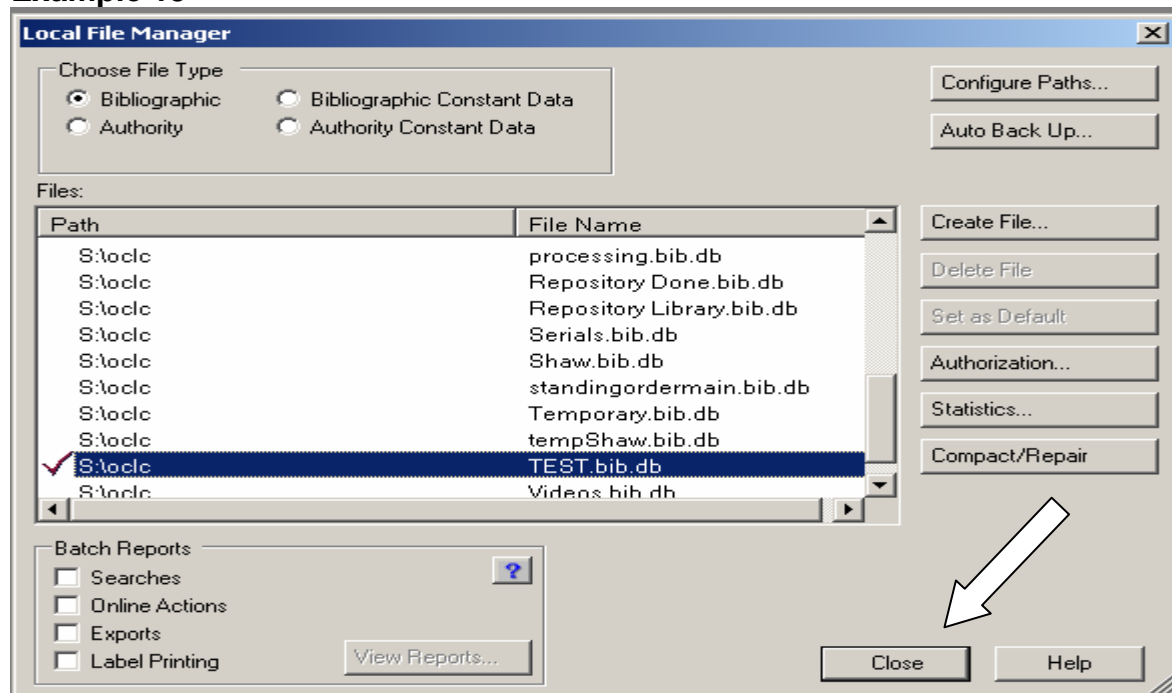 Local File Manager
Choose File Type
Bibliographic
Bibliographic Constant Data
Authority
Authority Constant Data
Configure Paths...
Auto Back Up...
Files:
Path File Name
S:\oclc processing.bib.db
S:\oclc Repository Done.bib.db
S:\oclc Repository Library.bib.db
S:\oclc Serials.bib.db
S:\oclc Shaw.bib.db
S:\oclc standingordermain.bib.db
S:\oclc Temporary.bib.db
S:\oclc tempShaw.bib.db
S:\oclc TEST.bib.db
S:\oclc Videos.bib.db
Create File...
Delete File
Set as Default
Authorization...
Statistics...
Compact/Repair
Batch Reports
?
Searches
Online Actions
Exports
Label Printing
View Reports...
Close
Help